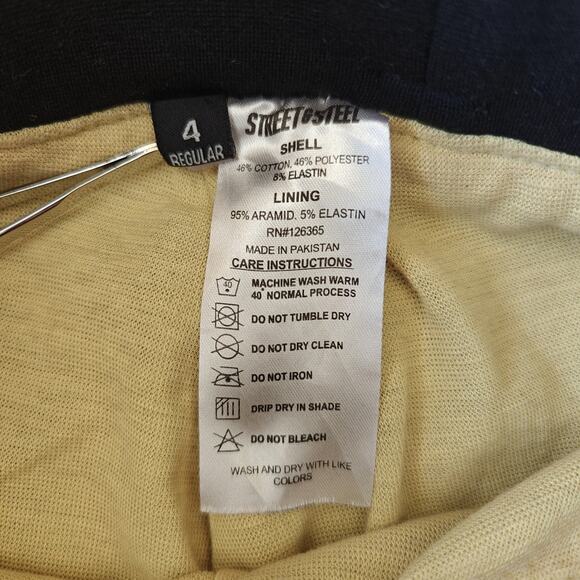 4
REGULAR
STREET & STEEL
SHELL
46% COTTON, 46% POLYESTER
8% ELASTIN
LINING
95% ARAMID, 5% ELASTIN
RN#126365
MADE IN PAKISTAN
CARE INSTRUCTIONS
40
MACHINE WASH WARM
40° NORMAL PROCESS
DO NOT TUMBLE DRY
DO NOT DRY CLEAN
DO NOT IRON
DRIP DRY IN SHADE
DO NOT BLEACH
WASH AND DRY WITH LIKE
COLORS